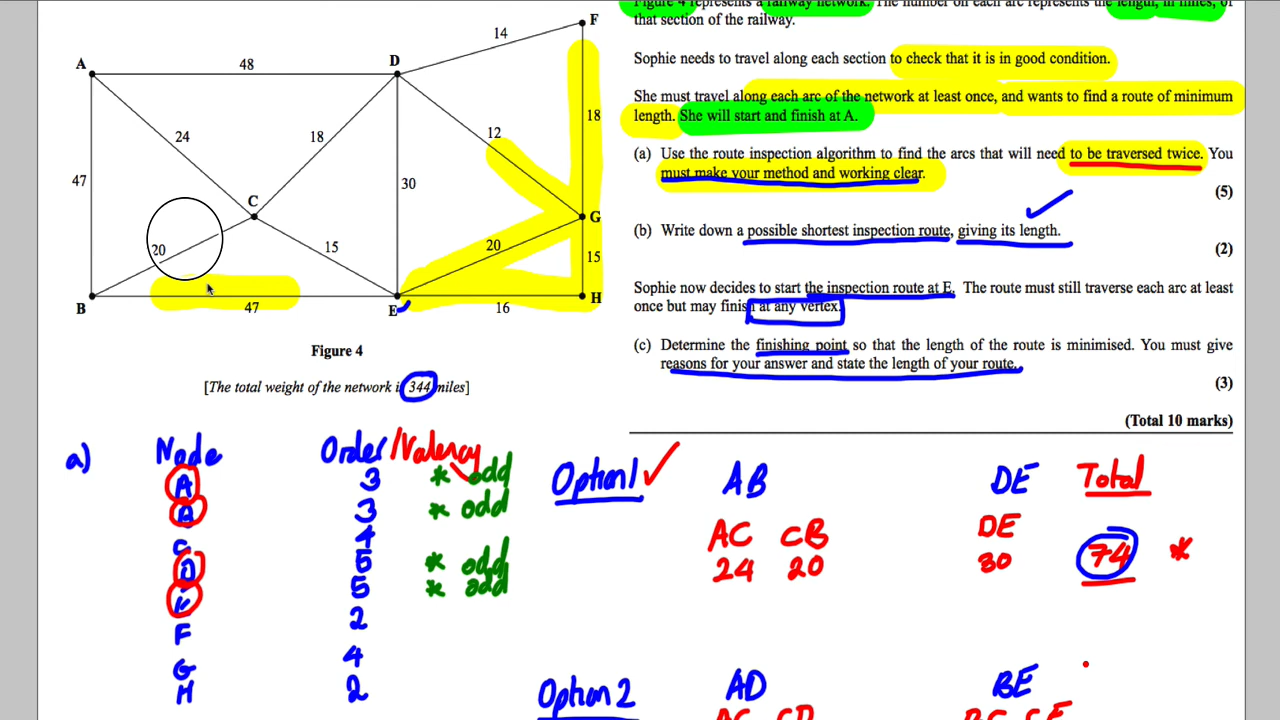 Figure 4 represents a railway network. The number on each arc represents the length, in miles, of
that section of the railway.
Sophie needs to travel along each section to check that it is in good condition.
She must travel along each arc of the network at least once, and wants to find a route of minimum
length. She will start and finish at A.
(a) Use the route inspection algorithm to find the arcs that will need to be traversed twice. You
must make your method and working clear.
(5)
(b) Write down a possible shortest inspection route, giving its length.
(2)
Sophie now decides to start the inspection route at E. The route must still traverse each arc at least
once but may finish at any vertex.
(c) Determine the finishing point so that the length of the route is minimised. You must give
reasons for your answer and state the length of your route.
(3)
(Total 10 marks)
F
14
A
48
D
18
24
18
12
47
30
C
G
20
15
20
15
B
47
E
16
H
Figure 4
[The total weight of the network is 344 miles]
a) Node Order/Valency
A 3 * odd
B 3 * odd
C 4
D 5 * odd
E 5 * odd
F 2
G 4
H 2
Option 1 AB DE Total
AC CB DE
24 20 30 74 *
Option 2 AD BE
AC CD BC CE